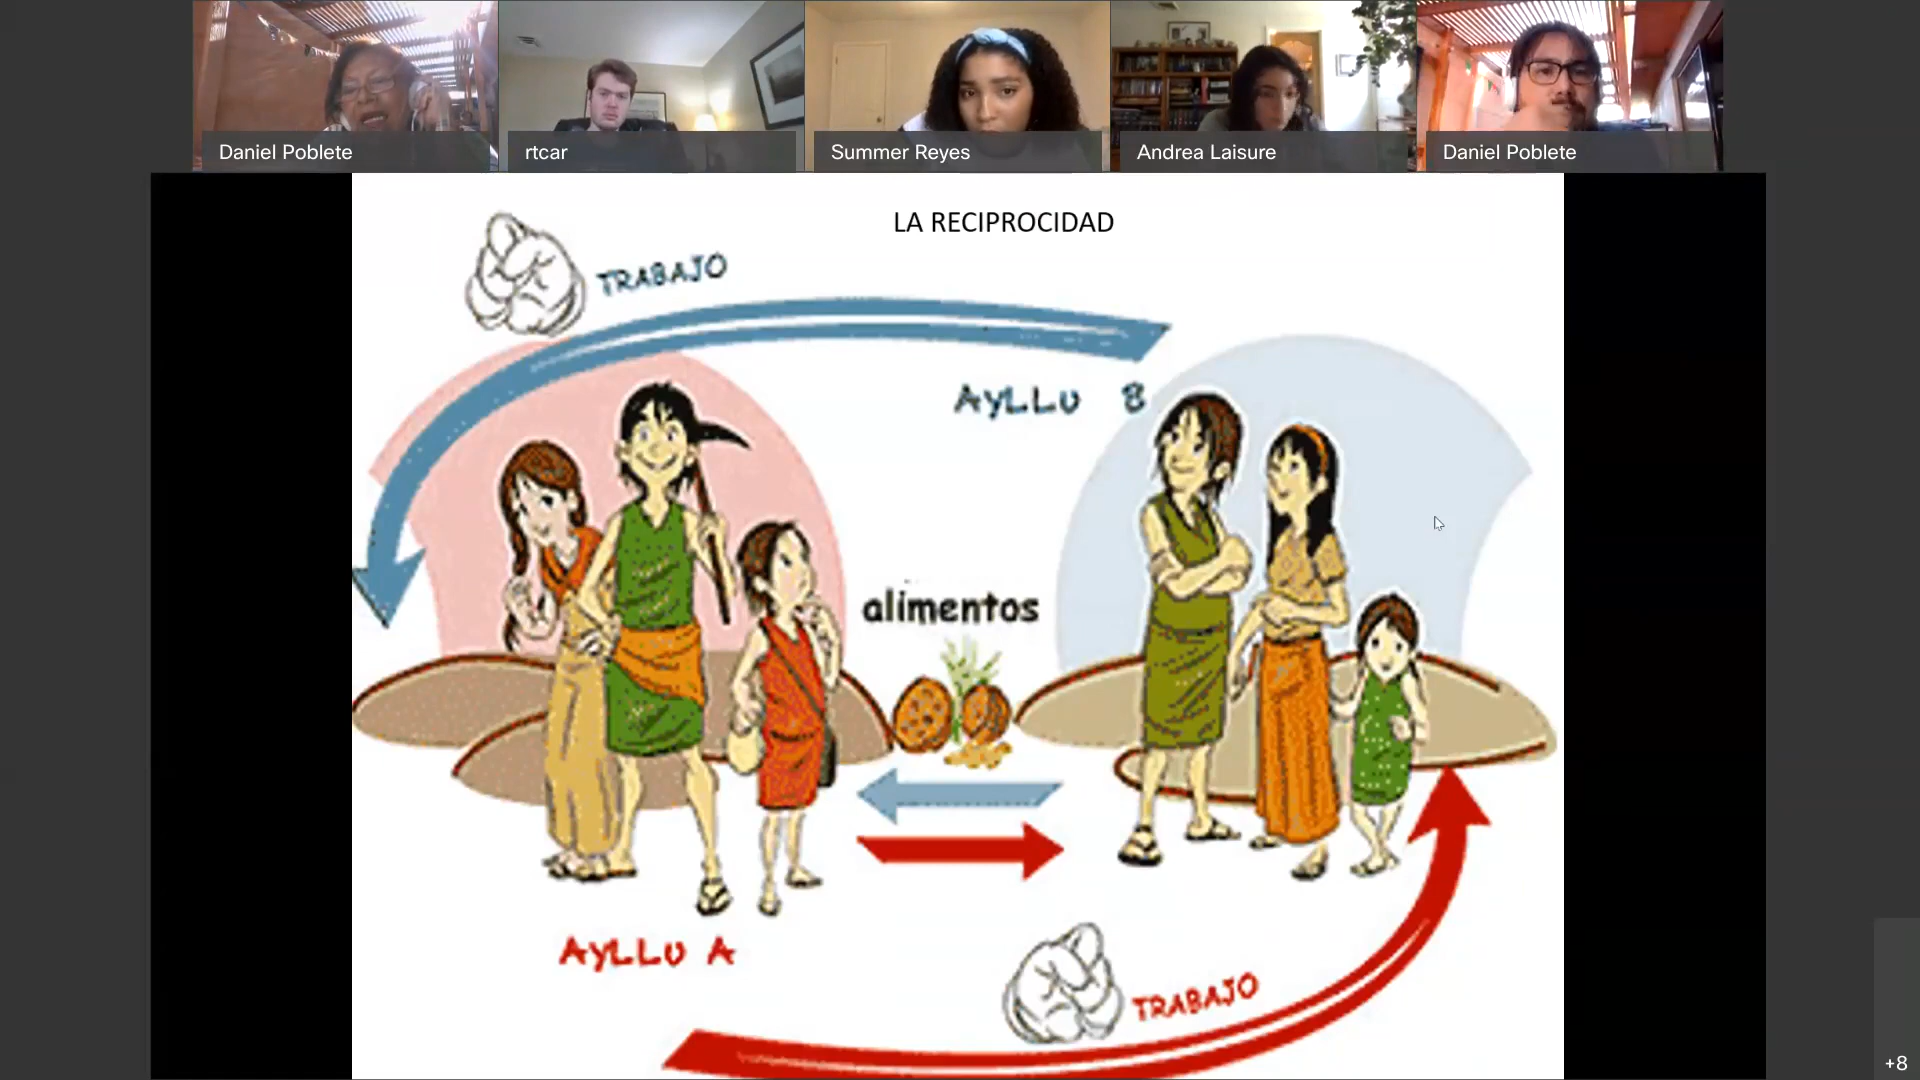 Daniel Poblete
rtcar
Summer Reyes
Andrea Laisure
Daniel Poblete
LA RECIPROCIDAD
TRABAJO
AyLLU B
alimentos
AyLLU A
TRABAJO
+8